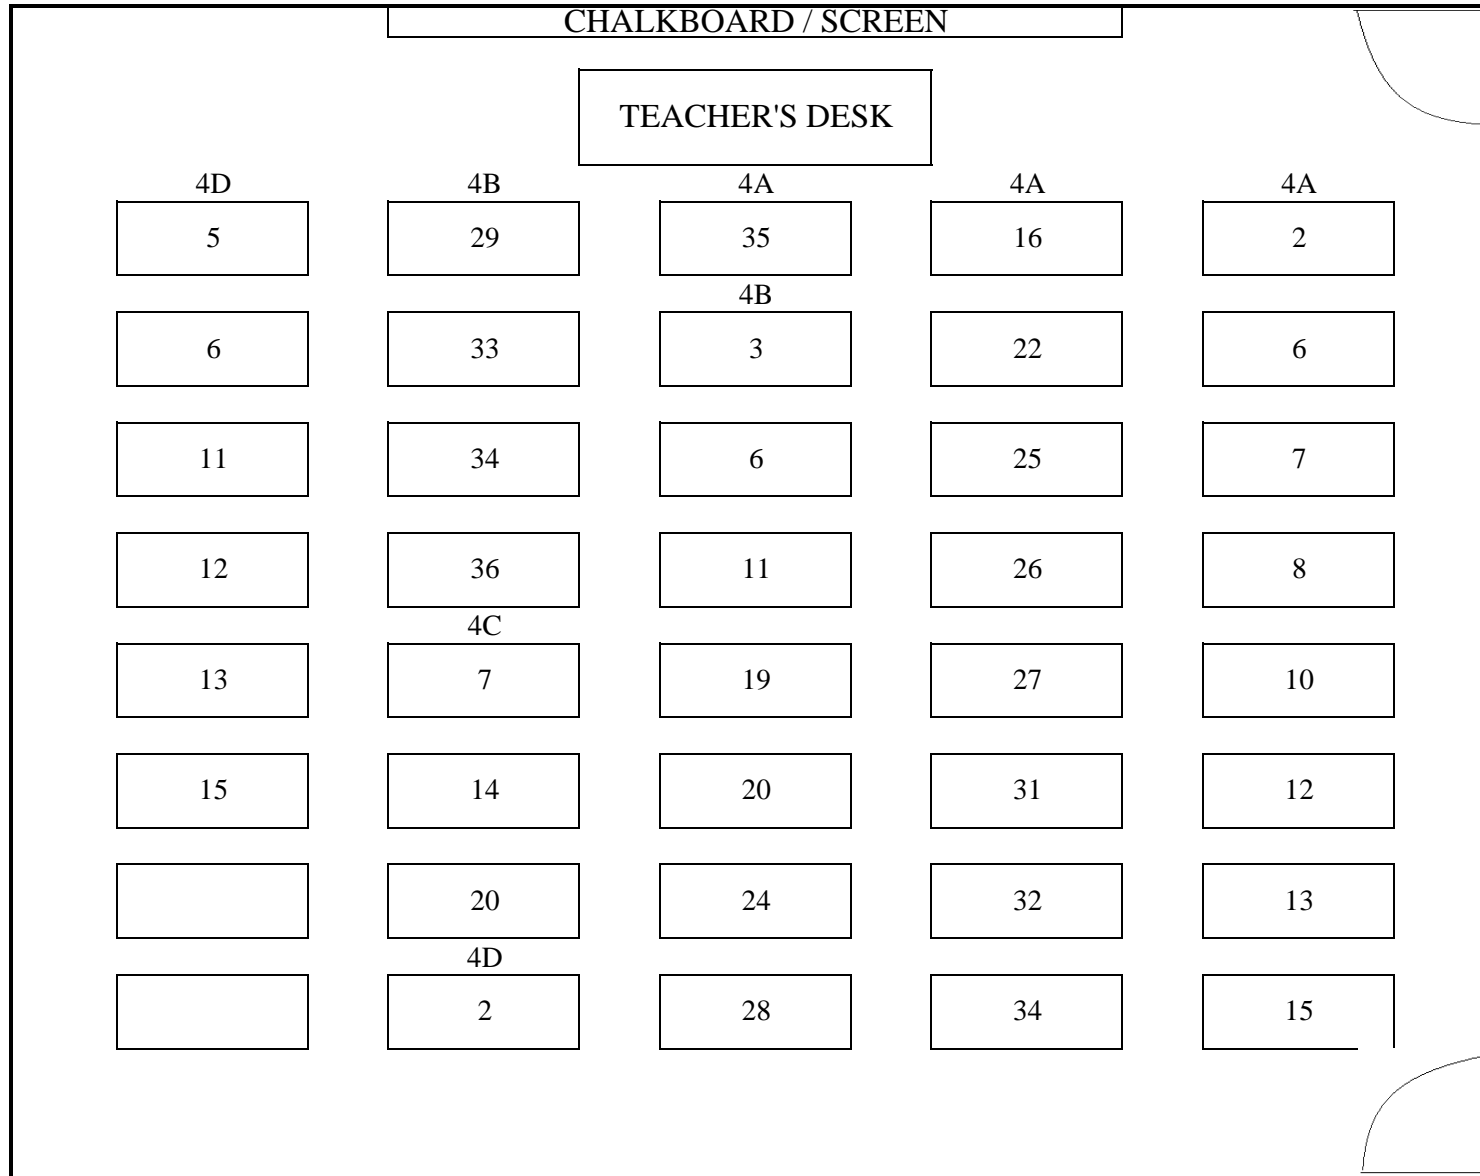 CHALKBOARD / SCREEN
TEACHER'S DESK
4D 4B 4A 4A 4A
5 29 35 16 2
4B
6 33 3 22 6
11 34 6 25 7
12 36 11 26 8
4C
13 7 19 27 10
15 14 20 31 12
20 24 32 13
4D
2 28 34 15